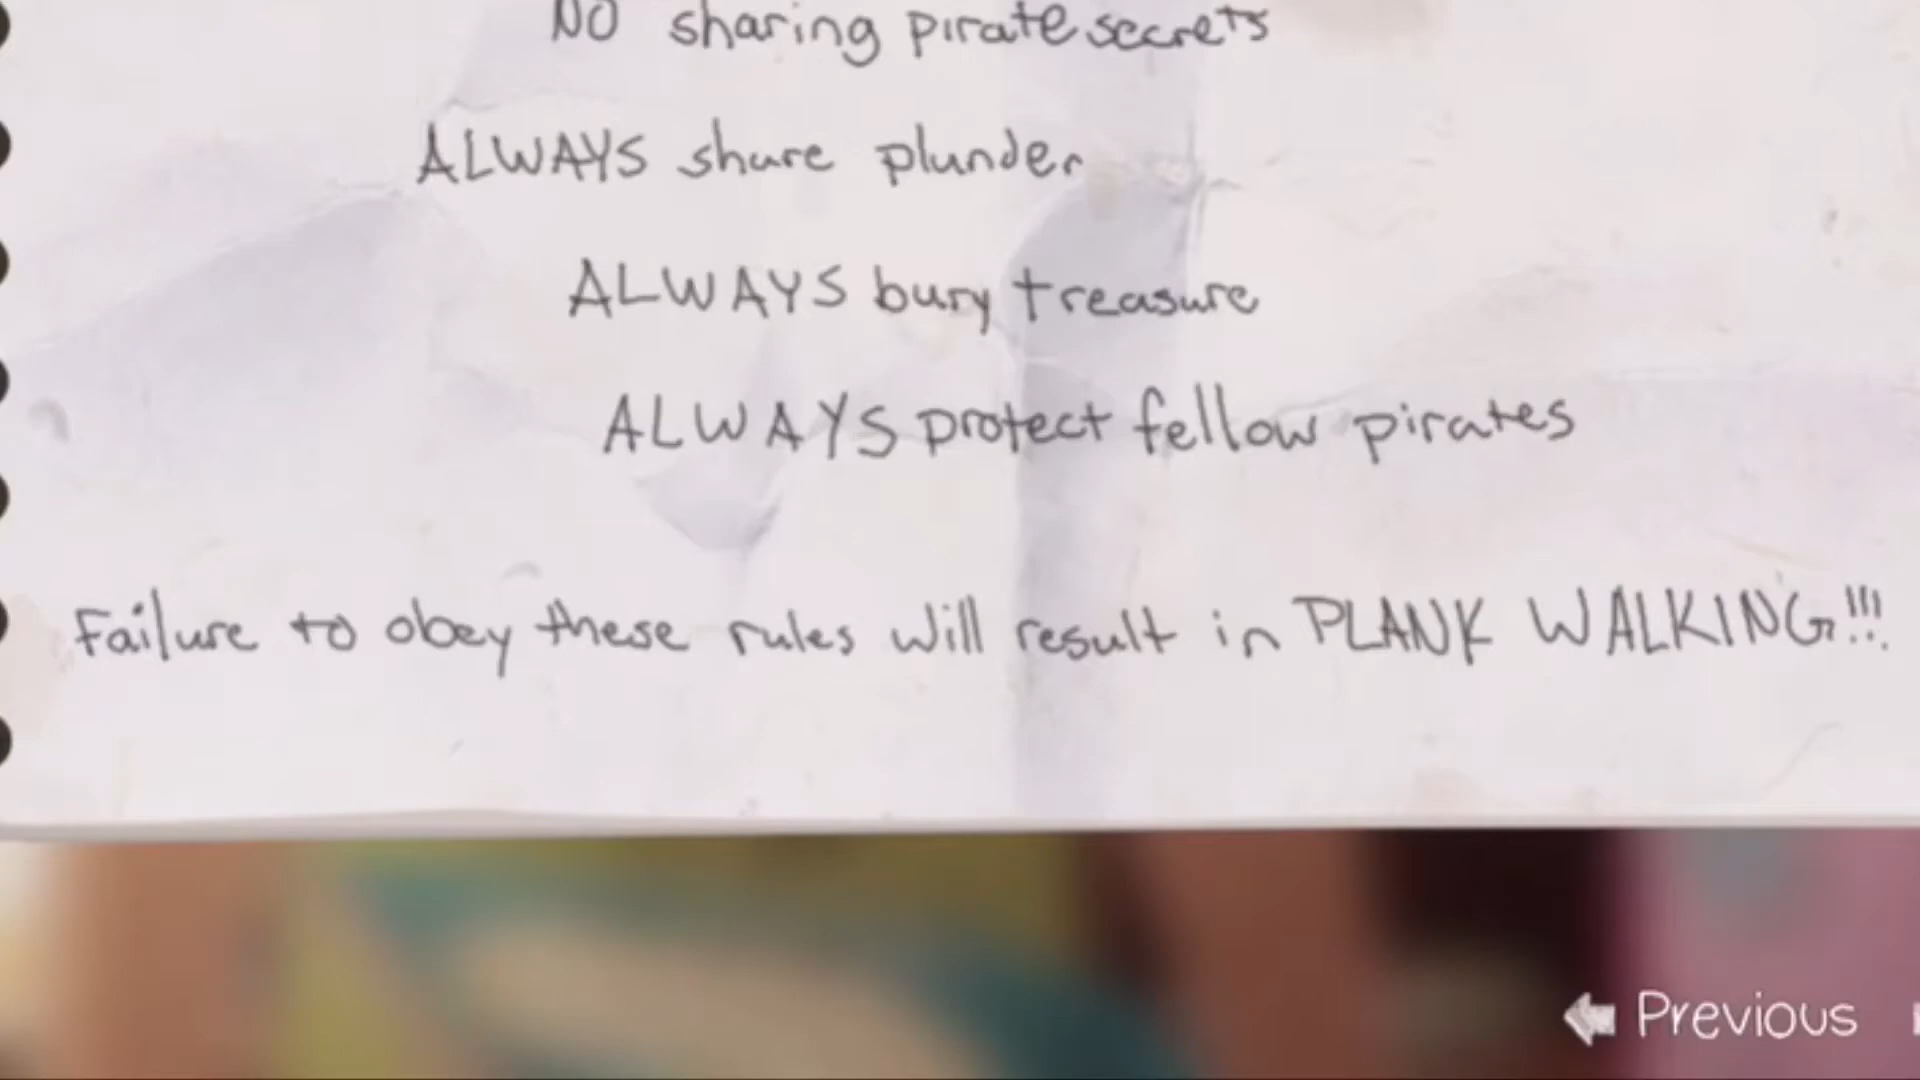 NO sharing pirate secrets
ALWAYS share plunder
ALWAYS bury treasure
ALWAYS protect fellow pirates
Failure to obey these rules will result in PLANK WALKING!!!
Previous